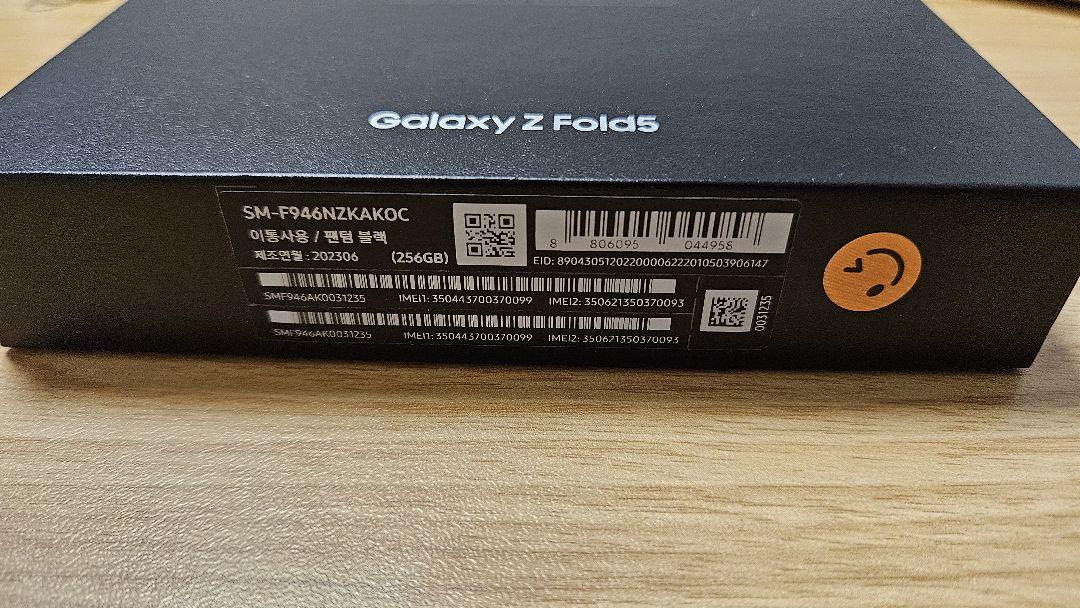 Galaxy Z Fold5
SM-F946NZKAKOC
이동사용 / 팬텀 블랙
제조연월 : 202306 (256GB)
8 806095 044958
EID: 89043051202200006222010503906147
SMF946AK0031235 IMEI1: 350443700370099 IMEI2: 350621350370093
SMF946AK0031235 IMEI1: 350443700370099 IMEI2: 350621350370093
0031235